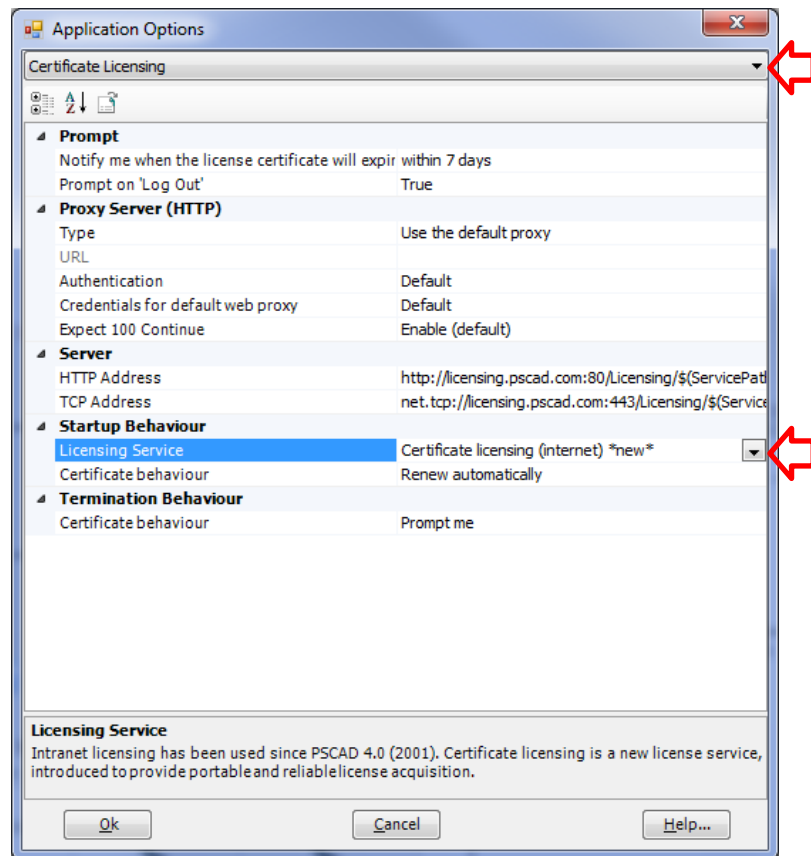 Application Options
Certificate Licensing
Prompt
Notify me when the license certificate will expir within 7 days
Prompt on 'Log Out' True
Proxy Server (HTTP)
Type Use the default proxy
URL
Authentication Default
Credentials for default web proxy Default
Expect 100 Continue Enable (default)
Server
HTTP Address http://licensing.pscad.com:80/Licensing/$(ServicePatl
TCP Address net.tcp://licensing.pscad.com:443/Licensing/$(Service
Startup Behaviour
Licensing Service Certificate licensing (internet) *new*
Certificate behaviour Renew automatically
Termination Behaviour
Certificate behaviour Prompt me
Licensing Service
Intranet licensing has been used since PSCAD 4.0 (2001). Certificate licensing is a new license service,
introduced to provide portable and reliable license acquisition.
Ok Cancel Help...